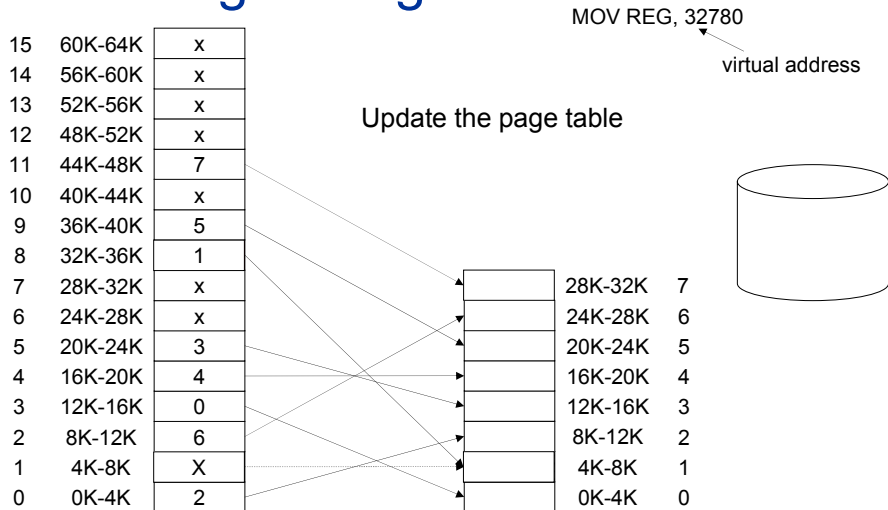 MOV REG, 32780
virtual address
Update the page table
15 60K-64K x
14 56K-60K x
13 52K-56K x
12 48K-52K x
11 44K-48K 7
10 40K-44K x
9 36K-40K 5
8 32K-36K 1
7 28K-32K x
6 24K-28K x
5 20K-24K 3
4 16K-20K 4
3 12K-16K 0
2 8K-12K 6
1 4K-8K X
0 0K-4K 2
28K-32K 7
24K-28K 6
20K-24K 5
16K-20K 4
12K-16K 3
8K-12K 2
4K-8K 1
0K-4K 0